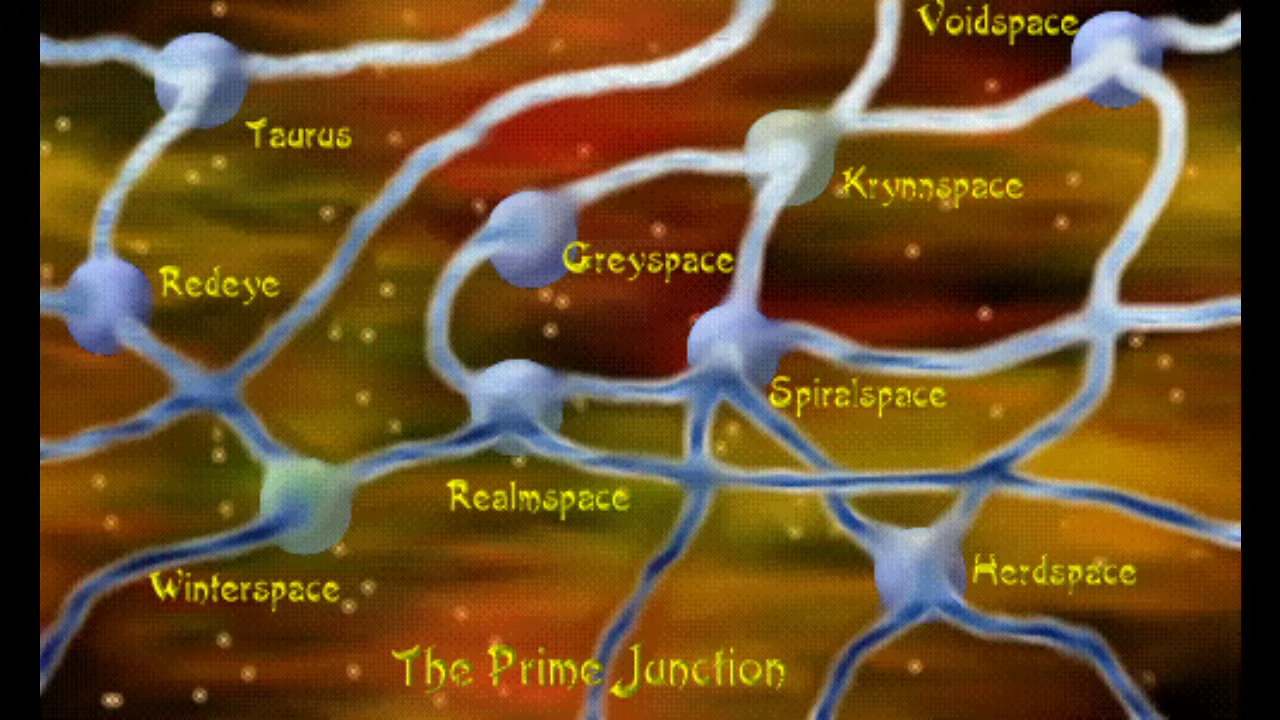 Voidspace
Taurus
Krynnspace
Greyspace
Redeye
Spiralspace
Realmspace
Herdspace
Winterspace
The Prime Junction